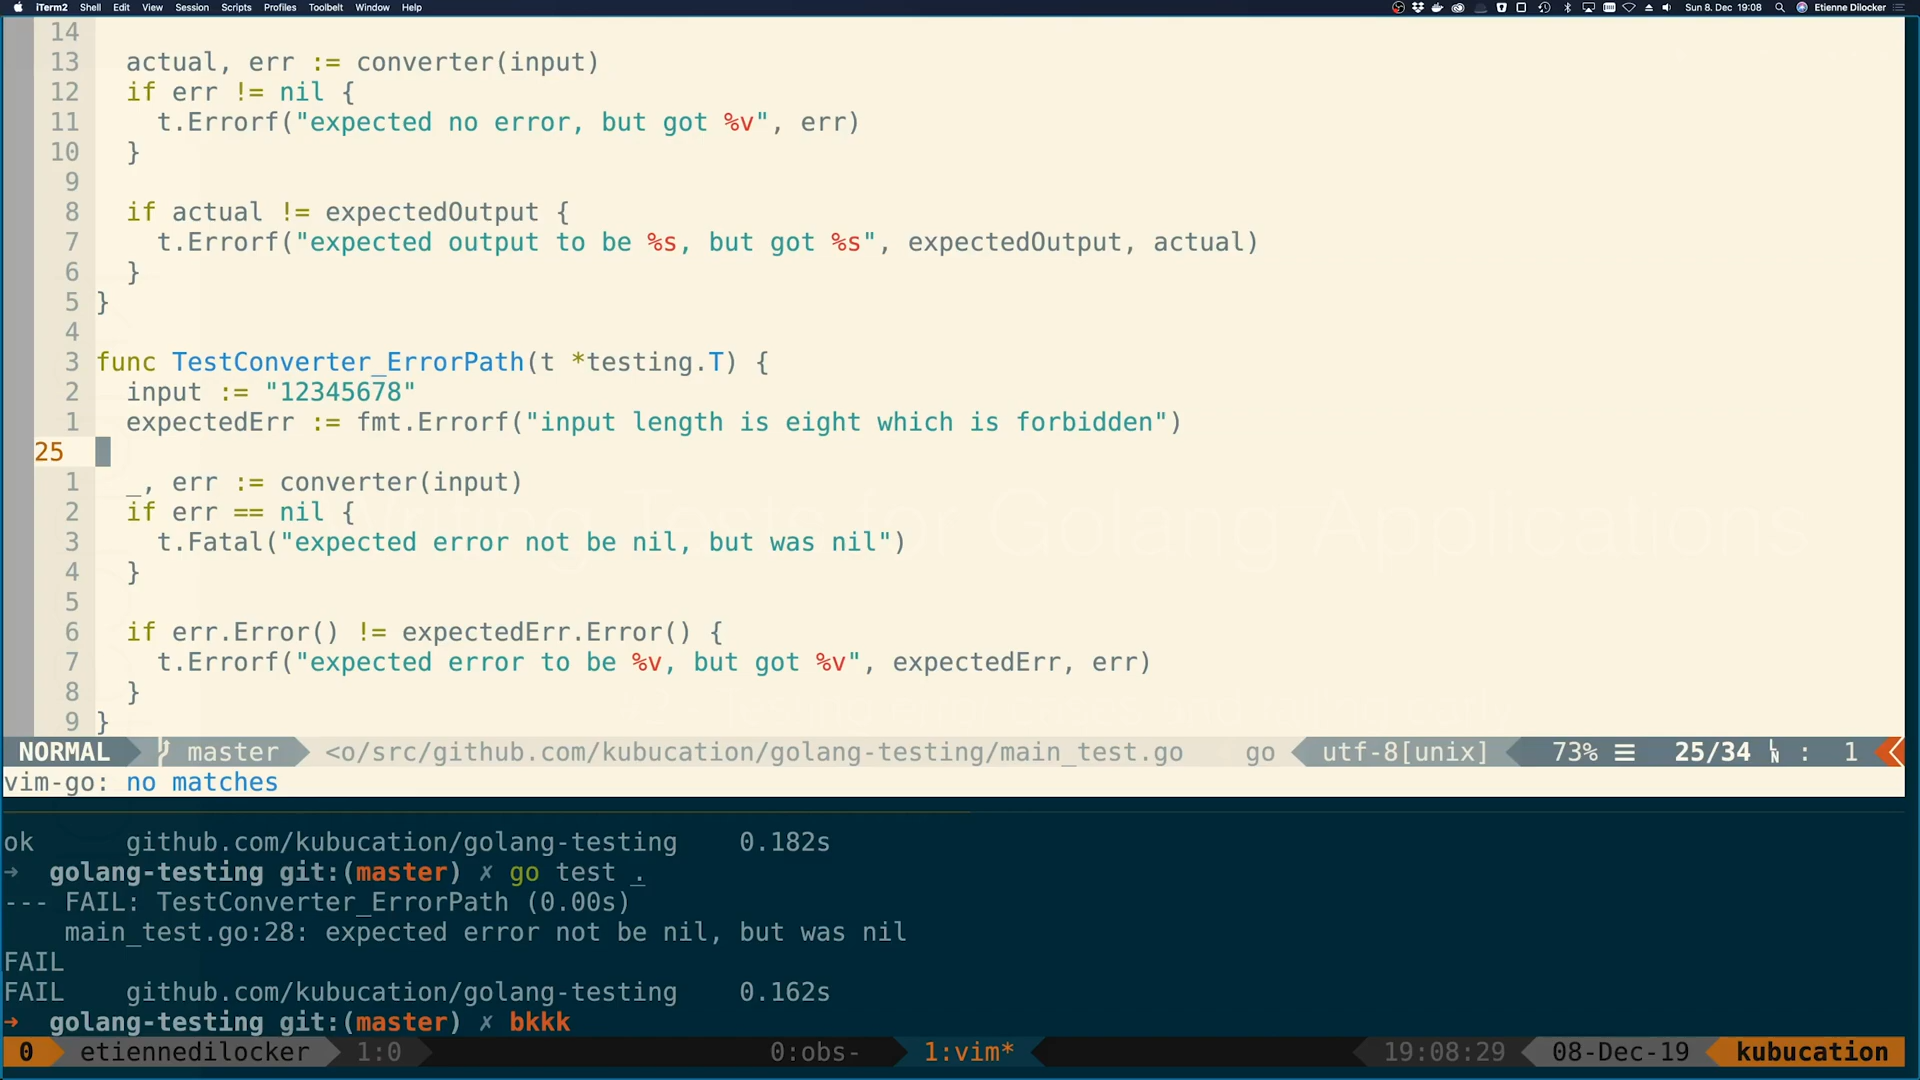 iTerm2 Shell Edit View Session Scripts Profiles Toolbelt Window Help Sun 8. Dec 19:08 Etienne Dilocker
14
13 actual, err := converter(input)
12 if err != nil {
11 t.Errorf("expected no error, but got %v", err)
10 }
9
8 if actual != expectedOutput {
7 t.Errorf("expected output to be %s, but got %s", expectedOutput, actual)
6 }
5 }
4
3 func TestConverter_ErrorPath(t *testing.T) {
2 input := "12345678"
1 expectedErr := fmt.Errorf("input length is eight which is forbidden")
25
1 _, err := converter(input)
2 if err == nil {
3 t.Fatal("expected error not be nil, but was nil")
4 }
5
6 if err.Error() != expectedErr.Error() {
7 t.Errorf("expected error to be %v, but got %v", expectedErr, err)
8 }
9 }
Writing Tests for Golang Applications
NORMAL master <o/src/github.com/kubucation/golang-testing/main_test.go go utf-8[unix] 73% ☰ 25/34 : 1
vim-go: no matches
ok github.com/kubucation/golang-testing 0.182s
→ golang-testing git:(master) ✗ go test .
--- FAIL: TestConverter_ErrorPath (0.00s)
main_test.go:28: expected error not be nil, but was nil
FAIL
FAIL github.com/kubucation/golang-testing 0.162s
→ golang-testing git:(master) ✗ bkkk
0 etiennedilocker 1:0 0:obs- 1:vim* 19:08:29 08-Dec-19 kubucation